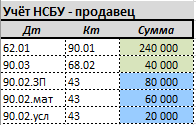 Учёт НСБУ - продавец
Дт Кт Сумма
62.01 90.01 240 000
90.03 68.02 40 000
90.02.ЗП 43 80 000
90.02.мат 43 60 000
90.02.усл 43 20 000